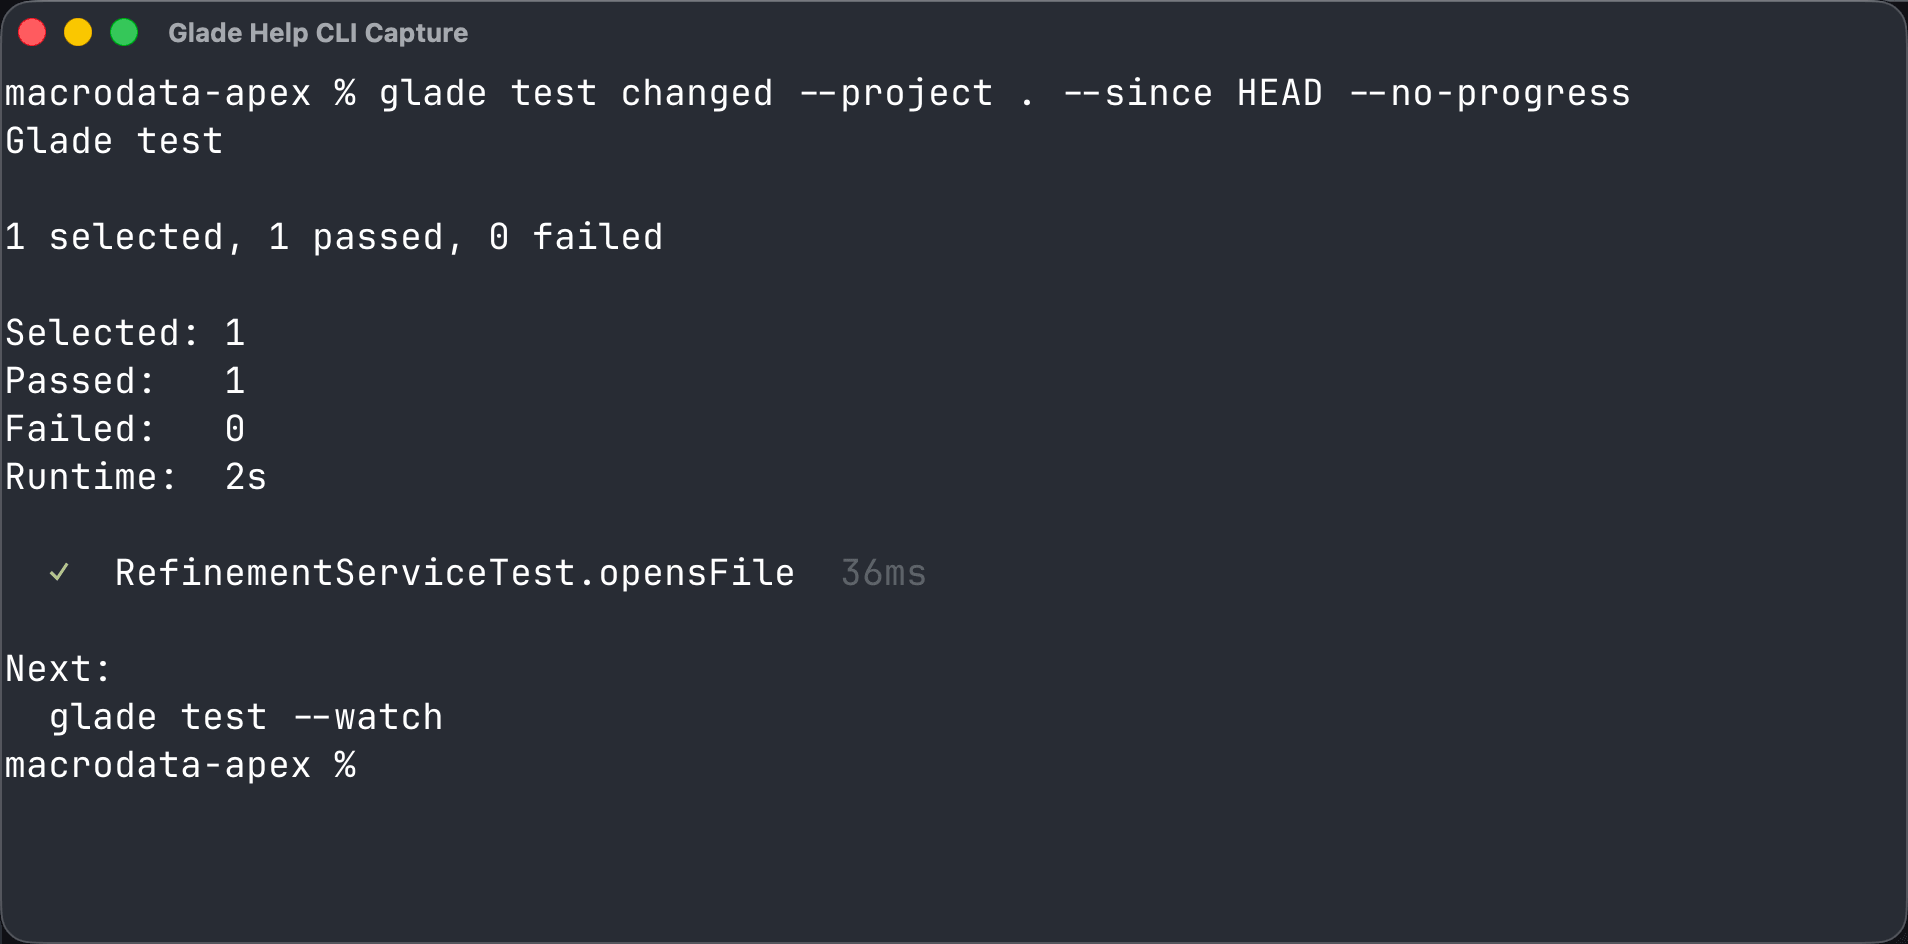 Glade Help CLI Capture
macrodata-apex % glade test changed --project . --since HEAD --no-progress
Glade test
1 selected, 1 passed, 0 failed
Selected: 1
Passed:   1
Failed:   0
Runtime:  2s
✓  RefinementServiceTest.opensFile  36ms
Next:
  glade test --watch
macrodata-apex %